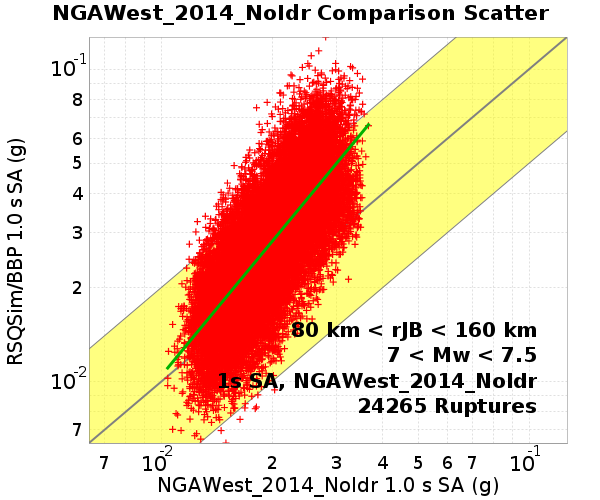 NGAWest_2014_NoIdr Comparison Scatter
RSQSim/BBP 1.0 s SA (g)
10-1
8
6
5
4
3
2
10-2
7
80 km < rJB < 160 km
7 < Mw < 7.5
1s SA, NGAWest_2014_NoIdr
24265 Ruptures
7 10-2 2 3 4 5 6 7 10-1
NGAWest_2014_NoIdr 1.0 s SA (g)